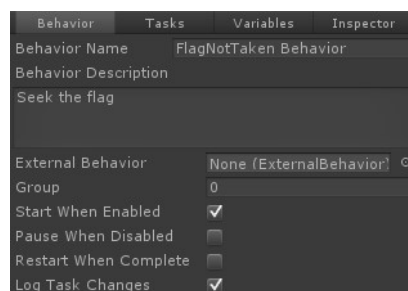 Behavior Tasks Variables Inspector
Behavior Name FlagNotTaken Behavior
Behavior Description
Seek the flag
External Behavior None (ExternalBehavior)
Group 0
Start When Enabled
Pause When Disabled
Restart When Complete
Log Task Changes